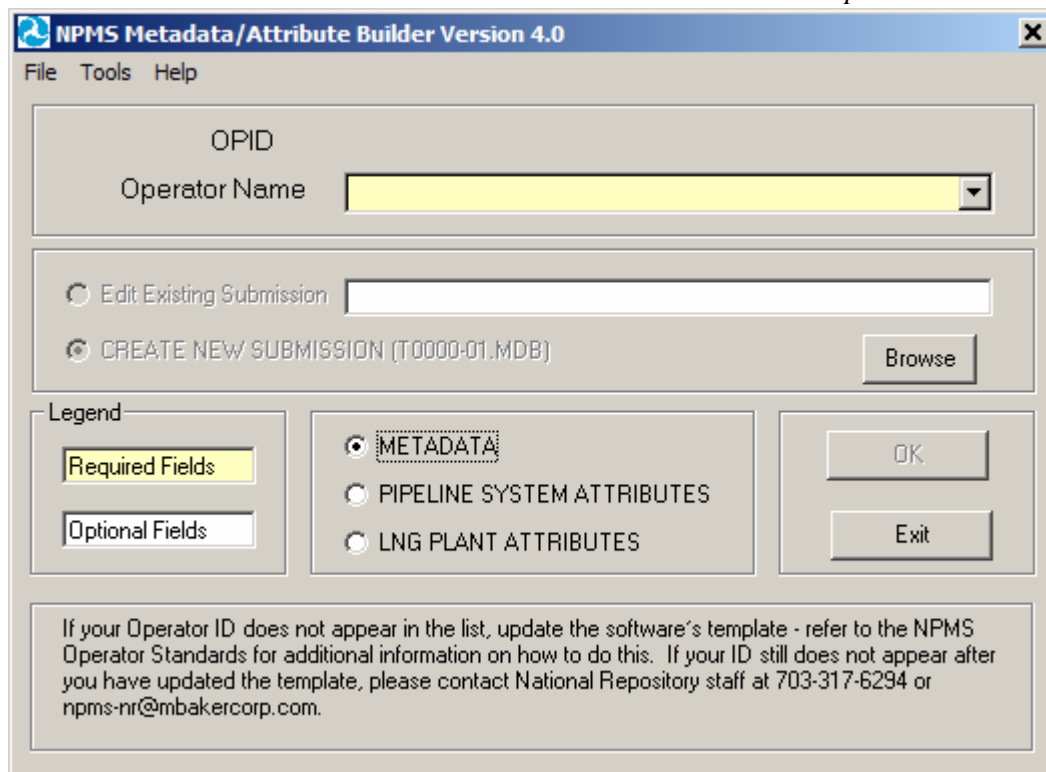 NPMS Metadata/Attribute Builder Version 4.0
File Tools Help
OPID
Operator Name
Edit Existing Submission
CREATE NEW SUBMISSION (T0000-01.MDB)
Browse
Legend
Required Fields
Optional Fields
METADATA
PIPELINE SYSTEM ATTRIBUTES
LNG PLANT ATTRIBUTES
OK
Exit
If your Operator ID does not appear in the list, update the software's template - refer to the NPMS
Operator Standards for additional information on how to do this. If your ID still does not appear after
you have updated the template, please contact National Repository staff at 703-317-6294 or
npms-nr@mbakercorp.com.